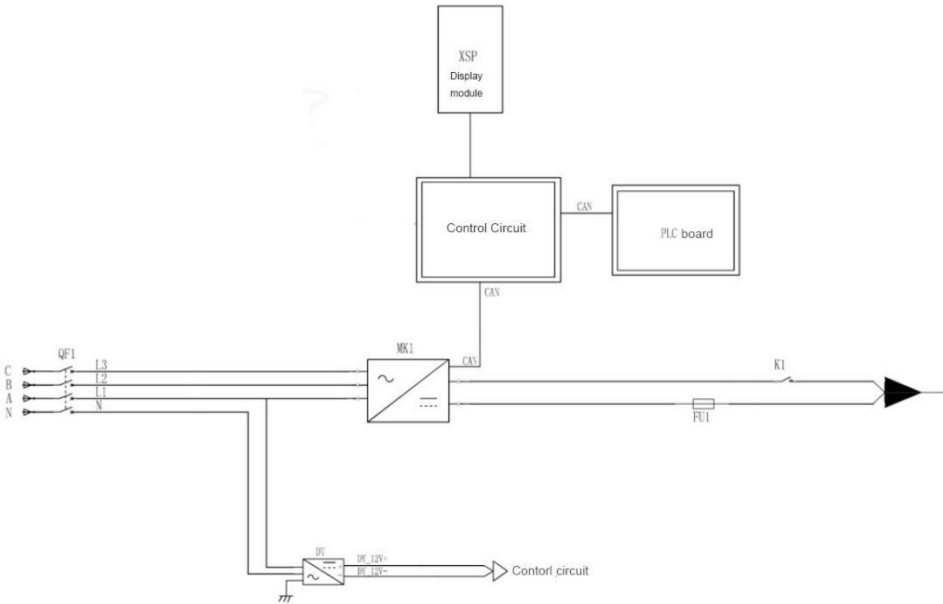 XSP
Display
module
Control Circuit
CAN
PLC board
CAN
MK1
CAN
QF1
C
L3
B
L2
A
L1
N
N
K1
FU1
DY
DY_12V+
DY_12V-
Contorl circuit